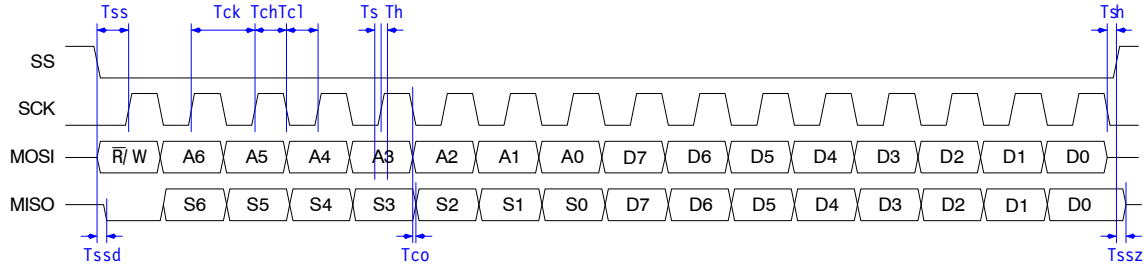 Tss Tck Tch Tcl Ts Th Tsh
SS
SCK
MOSI R̅/ W A6 A5 A4 A3 A2 A1 A0 D7 D6 D5 D4 D3 D2 D1 D0
MISO S6 S5 S4 S3 S2 S1 S0 D7 D6 D5 D4 D3 D2 D1 D0
Tssd Tco Tssz